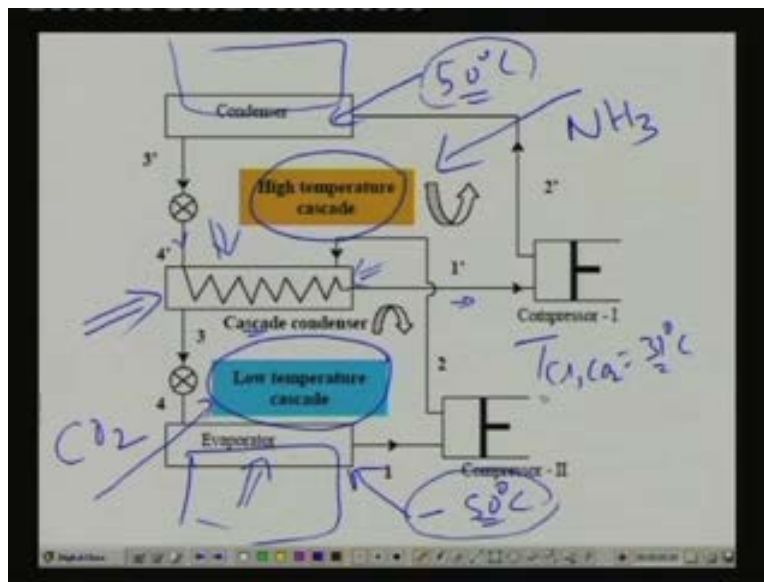 50°C
Condenser
NH3
3'
2'
High temperature
cascade
4'
1'
Compressor - I
Cascade condenser
3
Tcr,CO2 = 31°C
2
Low temperature
cascade
4
CO2
Evaporator
1
Compressor - II
- 50°C